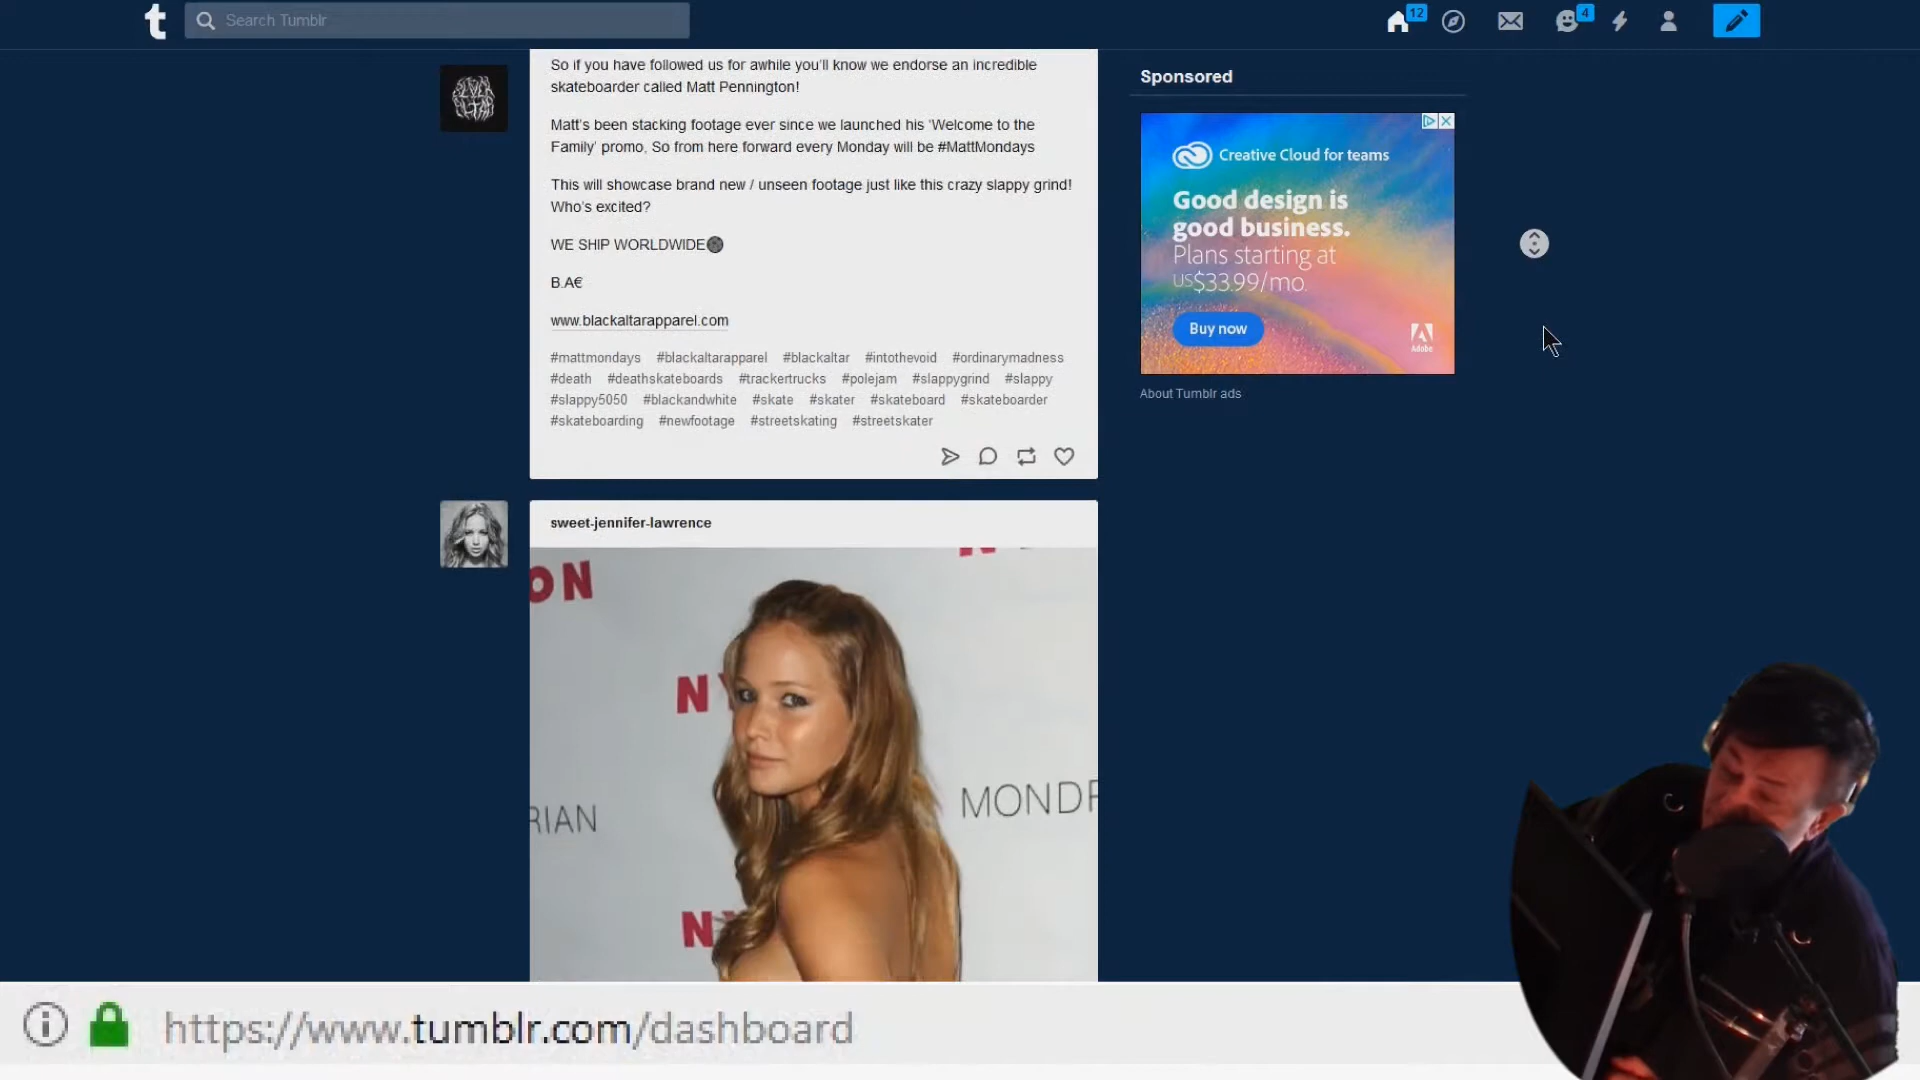 t
Search Tumblr
12
4
So if you have followed us for awhile you'll know we endorse an incredible
skateboarder called Matt Pennington!
Matt's been stacking footage ever since we launched his 'Welcome to the
Family' promo, So from here forward every Monday will be #MattMondays
This will showcase brand new / unseen footage just like this crazy slappy grind!
Who's excited?
WE SHIP WORLDWIDE
B.A€
www.blackaltarapparel.com
#mattmondays #blackaltarapparel #blackaltar #intothevoid #ordinarymadness
#death #deathskateboards #trackertrucks #polejam #slappygrind #slappy
#slappy5050 #blackandwhite #skate #skater #skateboard #skateboarder
#skateboarding #newfootage #streetskating #streetskater
Sponsored
Creative Cloud for teams
Good design is
good business.
Plans starting at
US$33.99/mo.
Buy now
Adobe
About Tumblr ads
sweet-jennifer-lawrence
ON
NY
RIAN
MOND
NY
https://www.tumblr.com/dashboard